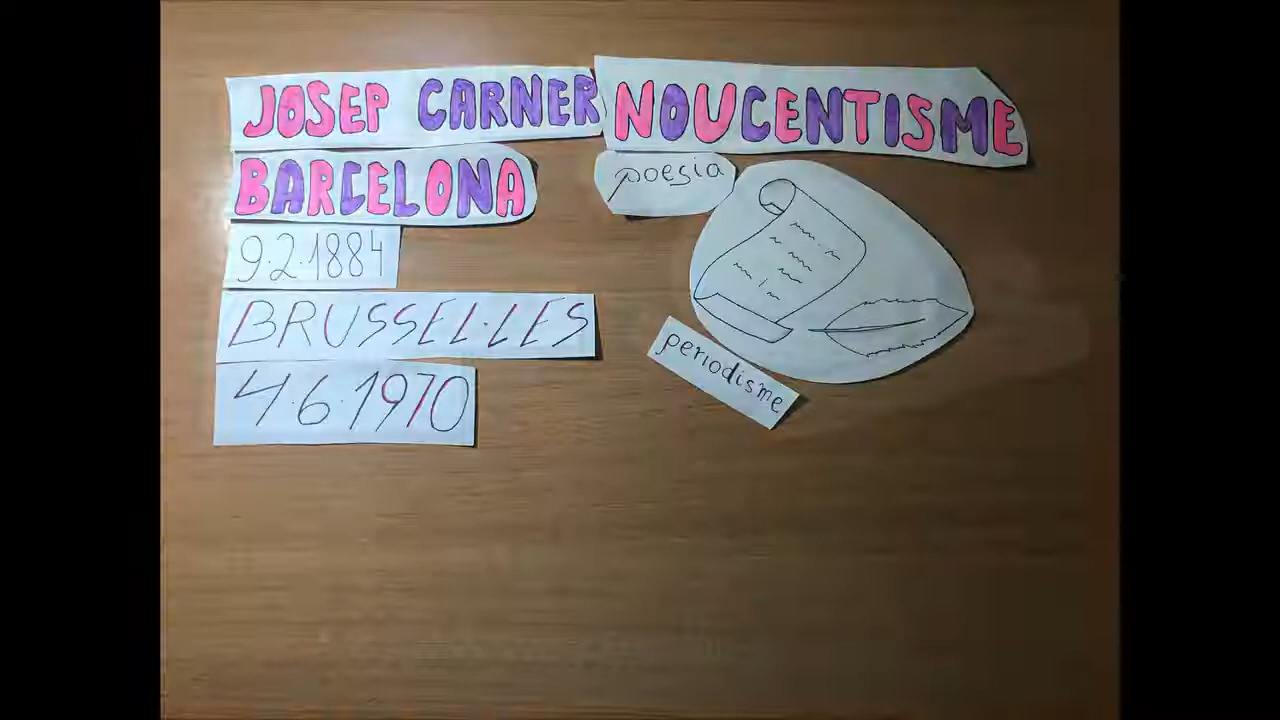 JOSEP CARNER
BARCELONA
9.2.1884
BRUSSEL·LES
4.6.1970
NOUCENTISME
poesia
periodisme